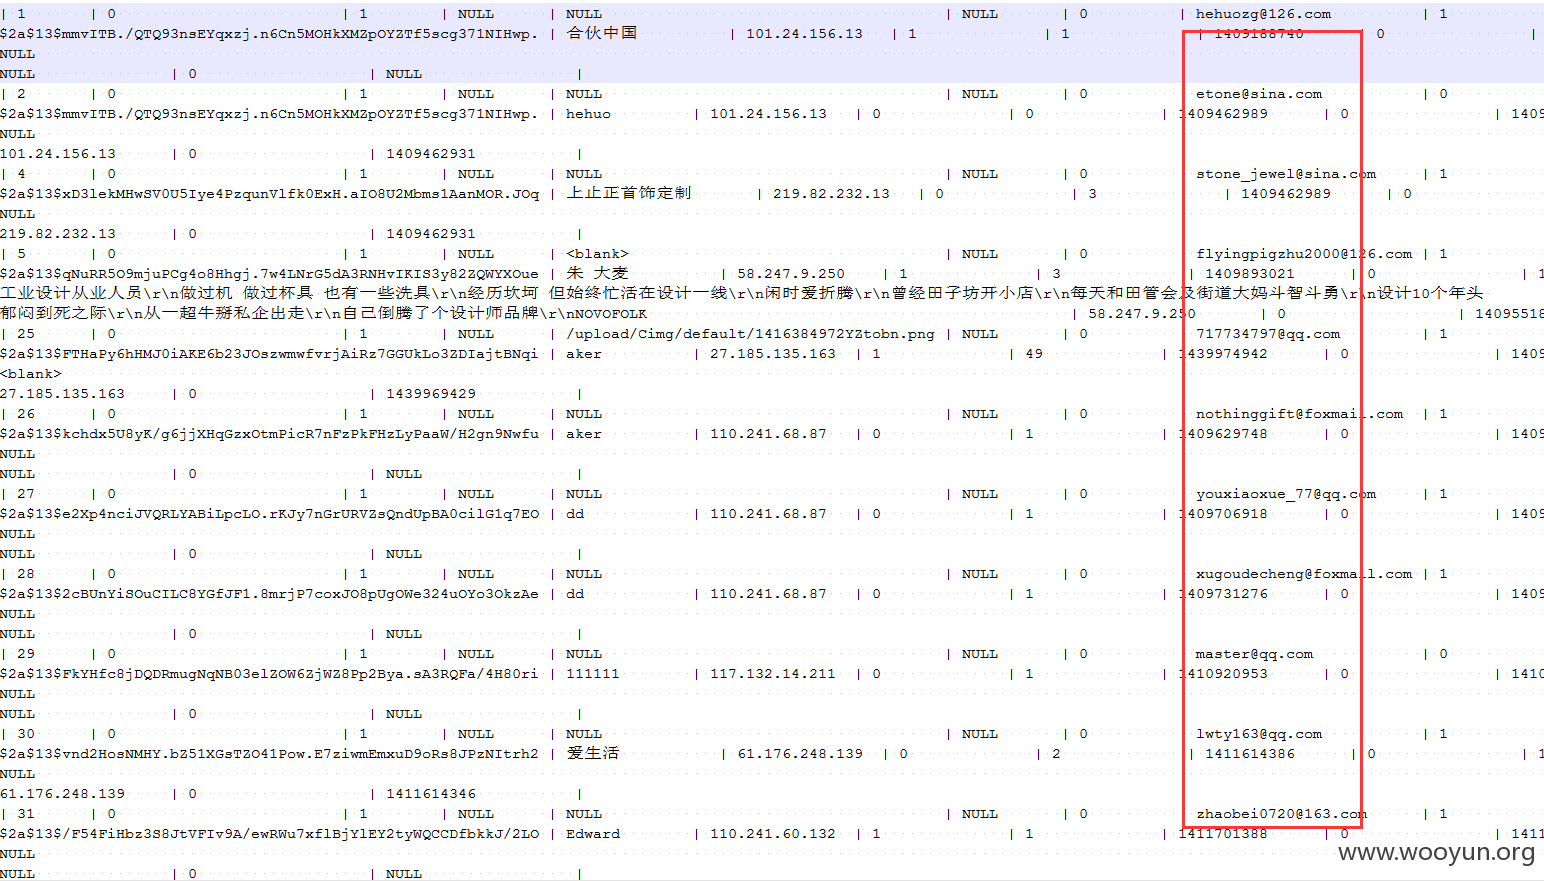 | 1 | 0 | 1 | NULL | NULL | NULL | 0 | hehuozg@126.com | 1
$2a$13$mmvITB./QTQ93nsEYqxzj.n6Cn5MOHkXMZpOYZTf5scg371NIHwp. | 合伙中国 | 101.24.156.13 | 1 | 1 | 1409188740 | 0 |
NULL
NULL | 0 | NULL |
| 2 | 0 | 1 | NULL | NULL | NULL | 0 etone@sina.com | 0
$2a$13$mmvITB./QTQ93nsEYqxzj.n6Cn5MOHkXMZpOYZTf5scg371NIHwp. | hehuo | 101.24.156.13 | 0 | 0 | 1409462989 | 0 | 1409
NULL
101.24.156.13 | 0 | 1409462931 |
| 4 | 0 | 1 | NULL | NULL | NULL | 0 stone_jewel@sina.com | 1
$2a$13$xD3lekMHwSV0U5Iye4PzqunVlfk0ExH.aIO8U2Mbms1AanMOR.JOq | 上止正首饰定制 | 219.82.232.13 | 0 | 3 | 1409462989 | 0
NULL
219.82.232.13 | 0 | 1409462931 |
| 5 | 0 | 1 | NULL | <blank> | NULL | 0 flyingpigzhu2000@126.com | 1
$2a$13$qNuRR5O9mjuPCg4o8Hhgj.7w4LNrG5dA3RNHvIKIS3y82ZQWYXOue | 朱 大麦 | 58.247.9.250 | 1 | 3 | 1409893021 | 0 | 1
工业设计从业人员\r\n做过机 做过杯具 也有一些洗具\r\n经历坎坷 但始终忙活在设计一线\r\n闲时爱折腾\r\n曾经田子坊开小店\r\n每天和田管会及街道大妈斗智斗勇\r\n设计10个年头
郁闷到死之际\r\n从一超牛掰私企出走\r\n自己倒腾了个设计师品牌\r\nNOVOFOLK | 58.247.9.250 | 0 | 14095518
| 25 | 0 | 1 | NULL | /upload/Cimg/default/1416384972YZtobn.png | NULL | 0 717734797@qq.com | 1
$2a$13$FTHaPy6hHMJ0iAKE6b23JOszwmwfvrjAiRz7GGUkLo3ZDIajtBNqi | aker | 27.185.135.163 | 1 | 49 | 1439974942 | 0 | 1409
<blank>
27.185.135.163 | 0 | 1439969429 |
| 26 | 0 | 1 | NULL | NULL | NULL | 0 nothinggift@foxmail.com | 1
$2a$13$kchdx5U8yK/g6jjXHqGzxOtmPicR7nFzPkFHzLyPaaW/H2gn9Nwfu | aker | 110.241.68.87 | 0 | 1 | 1409629748 | 0 | 1409
NULL
NULL | 0 | NULL |
| 27 | 0 | 1 | NULL | NULL | NULL | 0 youxiaoxue_77@qq.com | 1
$2a$13$e2Xp4nciJVQRLYABiLpcLO.rKJy7nGrURVZsQndUpBA0cilG1q7EO | dd | 110.241.68.87 | 0 | 1 | 1409706918 | 0 | 1409
NULL
NULL | 0 | NULL |
| 28 | 0 | 1 | NULL | NULL | NULL | 0 xugoudecheng@foxmail.com | 1
$2a$13$2cBUnYiSOuCILC8YGfJF1.8mrjP7coxJO8pUgOWe324uOYo3OkzAe | dd | 110.241.68.87 | 0 | 1 | 1409731276 | 0 | 1409
NULL
NULL | 0 | NULL |
| 29 | 0 | 1 | NULL | NULL | NULL | 0 master@qq.com | 0
$2a$13$FkYHfc8jDQDRmugNqNB03elZOW6ZjWZ8Pp2Bya.sA3RQFa/4H80ri | 111111 | 117.132.14.211 | 0 | 1 | 1410920953 | 0 | 1410
NULL
NULL | 0 | NULL |
| 30 | 0 | 1 | NULL | NULL | NULL | 0 lwty163@qq.com | 1
$2a$13$vnd2HosNMHY.bZ51XGsTZO41Pow.E7ziwmEmxuD9oRs8JPzNItrh2 | 爱生活 | 61.176.248.139 | 0 | 2 | 1411614386 | 0 | 1
NULL
61.176.248.139 | 0 | 1411614346 |
| 31 | 0 | 1 | NULL | NULL | NULL | 0 zhaobei0720@163.com | 1
$2a$13$/F54FiHbz3S8JtVFIv9A/ewRWu7xflBjYlEY2tyWQCCDfbkkJ/2LO | Edward | 110.241.60.132 | 1 | 1 | 1411701388 | 0 | 1411
NULL
NULL | 0 | NULL |
www.wooyun.org